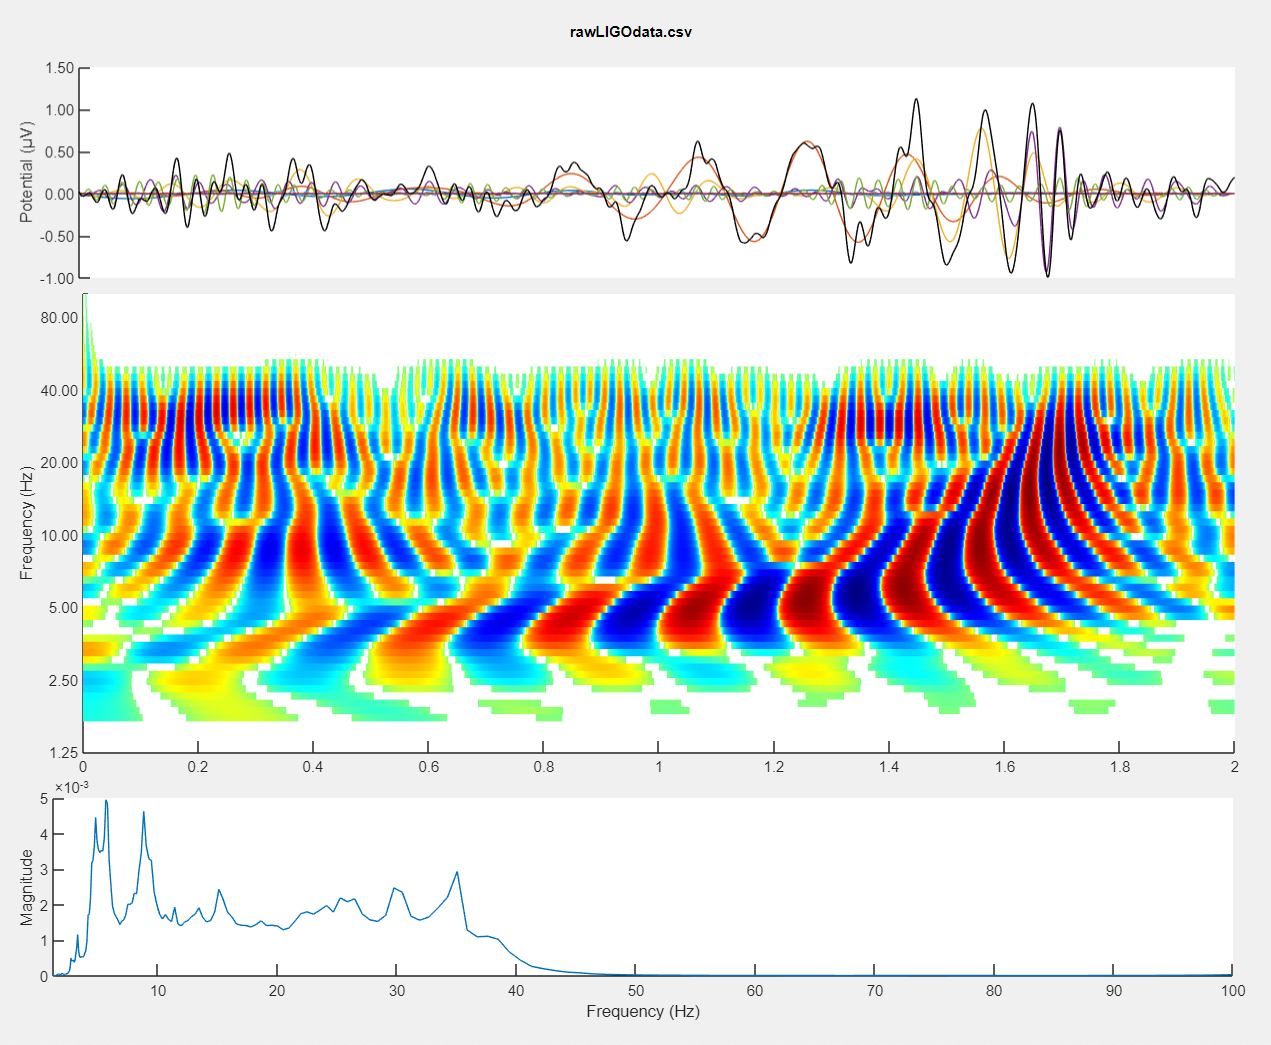 rawLIGOdata.csv
1.50
1.00
0.50
0.00
-0.50
-1.00
Potential (µV)
80.00
40.00
20.00
10.00
5.00
2.50
1.25
Frequency (Hz)
0 0.2 0.4 0.6 0.8 1 1.2 1.4 1.6 1.8 2
×10⁻³
5
4
3
2
1
0
Magnitude
10 20 30 40 50 60 70 80 90 100
Frequency (Hz)